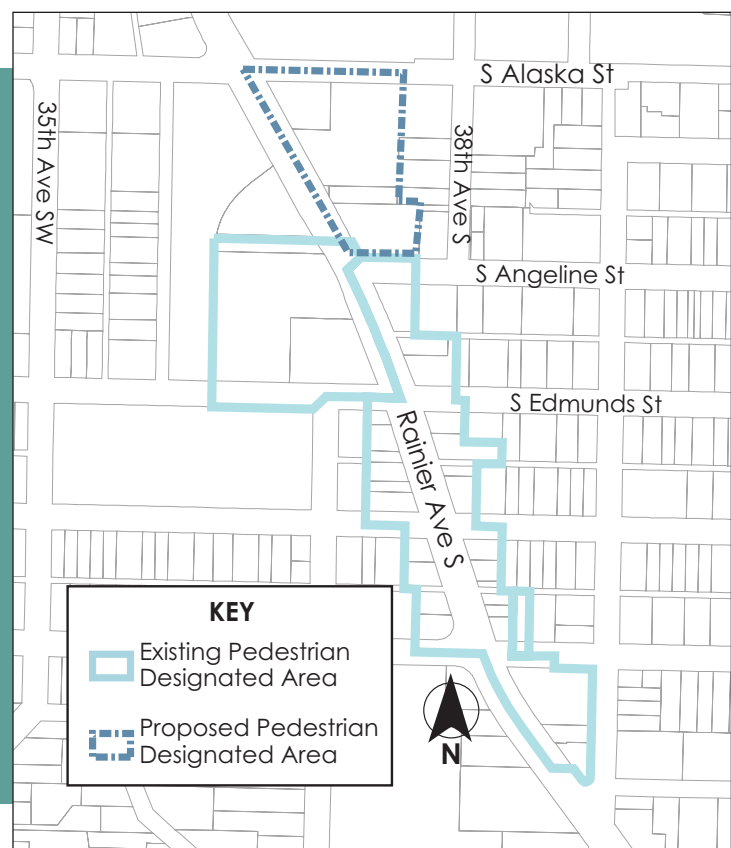 S Alaska St
35th Ave SW
38th Ave S
S Angeline St
S Edmunds St
Rainier Ave S
KEY
Existing Pedestrian
Designated Area
Proposed Pedestrian
Designated Area
N